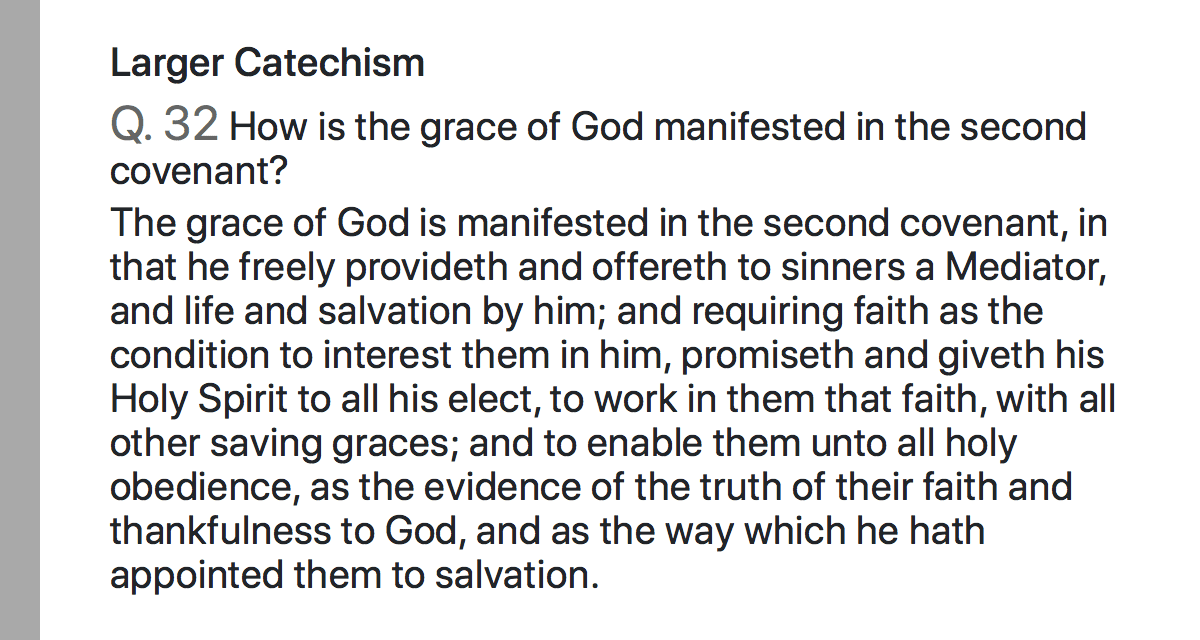 Larger Catechism
Q. 32 How is the grace of God manifested in the second
covenant?
The grace of God is manifested in the second covenant, in
that he freely provideth and offereth to sinners a Mediator,
and life and salvation by him; and requiring faith as the
condition to interest them in him, promiseth and giveth his
Holy Spirit to all his elect, to work in them that faith, with all
other saving graces; and to enable them unto all holy
obedience, as the evidence of the truth of their faith and
thankfulness to God, and as the way which he hath
appointed them to salvation.